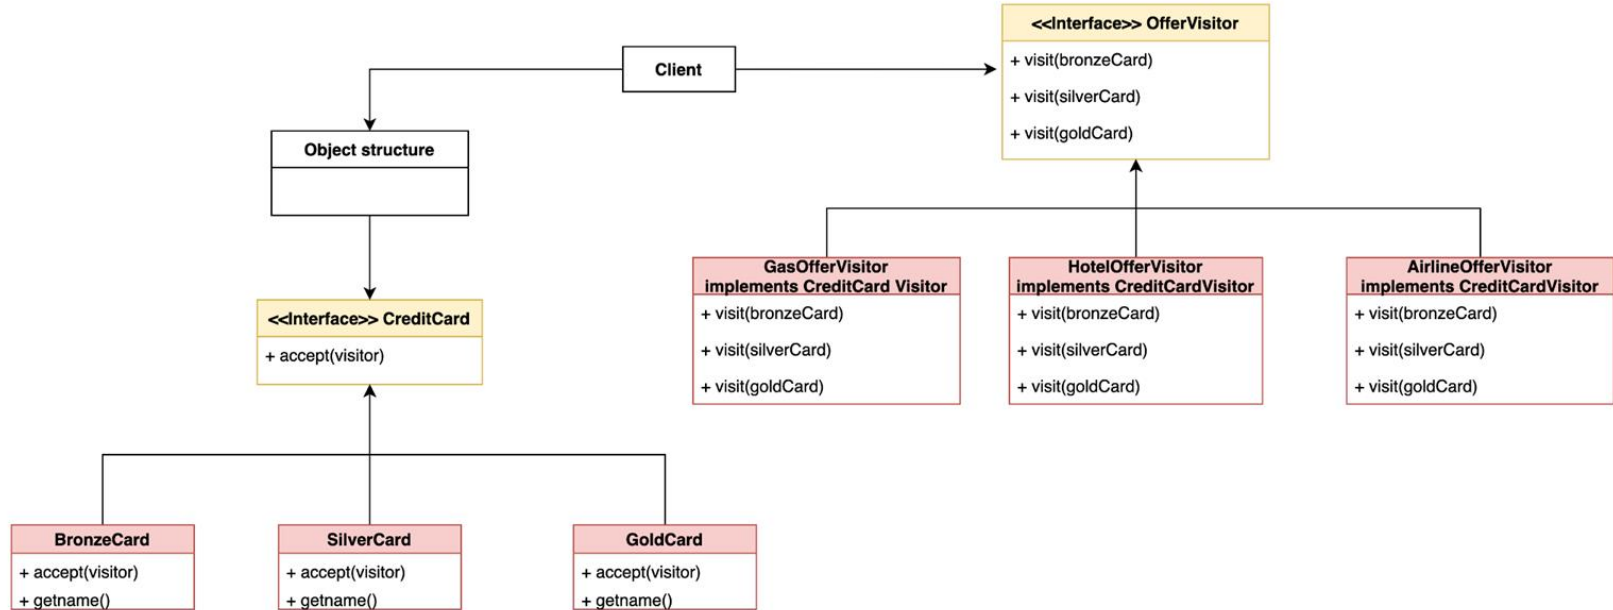 <<Interface>> OfferVisitor
+ visit(bronzeCard)
+ visit(silverCard)
+ visit(goldCard)
Client
Object structure
<<Interface>> CreditCard
+ accept(visitor)
GasOfferVisitor
implements CreditCard Visitor
+ visit(bronzeCard)
+ visit(silverCard)
+ visit(goldCard)
HotelOfferVisitor
implements CreditCardVisitor
+ visit(bronzeCard)
+ visit(silverCard)
+ visit(goldCard)
AirlineOfferVisitor
implements CreditCardVisitor
+ visit(bronzeCard)
+ visit(silverCard)
+ visit(goldCard)
BronzeCard
+ accept(visitor)
+ getname()
SilverCard
+ accept(visitor)
+ getname()
GoldCard
+ accept(visitor)
+ getname()